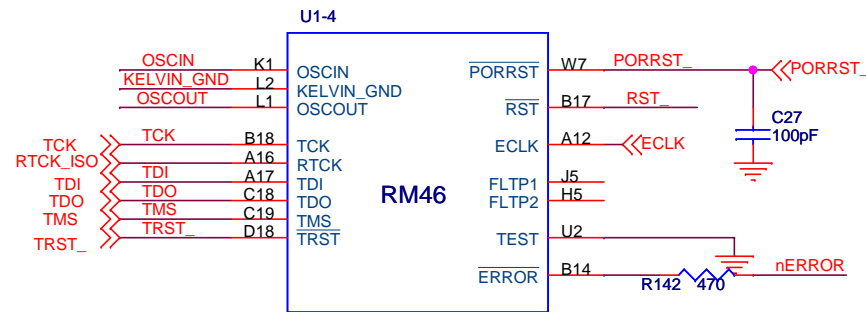 U1-4
OSCIN K1 OSCIN PORRST W7 PORRST_ PORRST_
KELVIN_GND L2 KELVIN_GND
OSCOUT L1 OSCOUT RST B17 RST_
C27
100pF
TCK TCK B18 TCK ECLK A12 ECLK
RTCK_ISO A16 RTCK
TDI TDI A17 TDI FLTP1 J5
TDO TDO C18 TDO FLTP2 H5
RM46
TMS TMS C19 TMS
TRST_ TRST_ D18 TRST TEST U2
ERROR B14 R142 470 nERROR